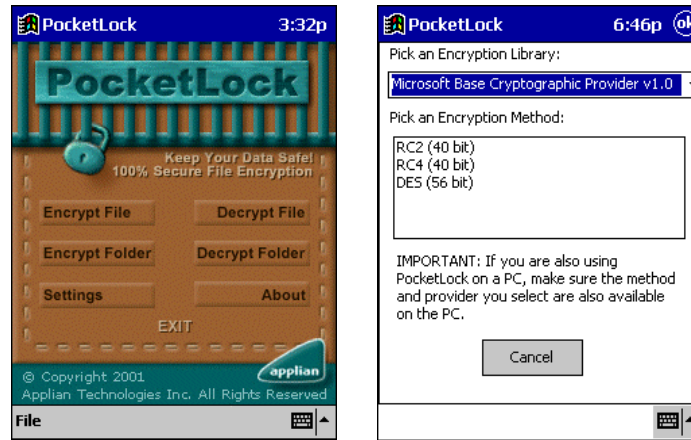 PocketLock 3:32p
PocketLock
Keep Your Data Safe!
100% Secure File Encryption
Encrypt File Decrypt File
Encrypt Folder Decrypt Folder
Settings About
EXIT
applian
© Copyright 2001
Applian Technologies Inc. All Rights Reserved
File
PocketLock 6:46p ok
Pick an Encryption Library:
Microsoft Base Cryptographic Provider v1.0
Pick an Encryption Method:
RC2 (40 bit)
RC4 (40 bit)
DES (56 bit)
IMPORTANT: If you are also using
PocketLock on a PC, make sure the method
and provider you select are also available
on the PC.
Cancel